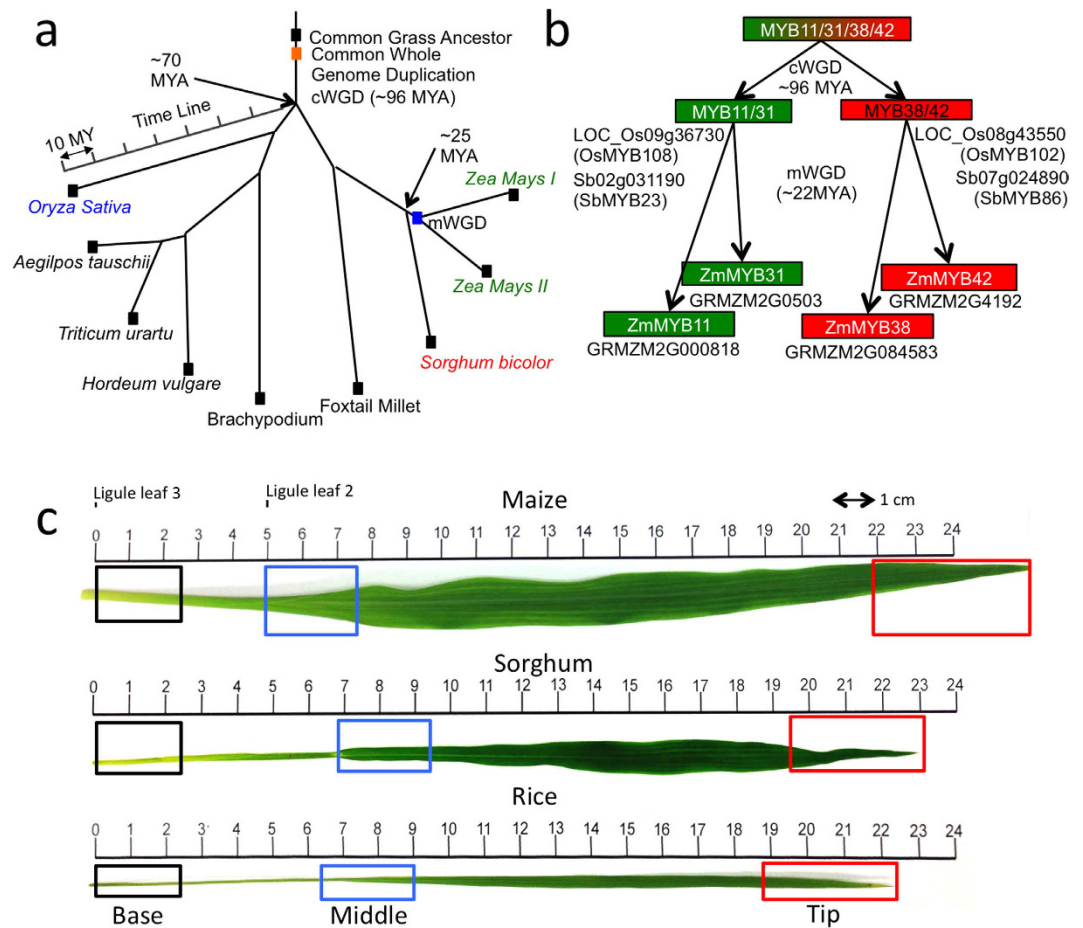 a
Common Grass Ancestor
Common Whole
Genome Duplication
cWGD (~96 MYA)
~70
MYA
Time Line
10 MY
~25
MYA
Zea Mays I
mWGD
Oryza Sativa
Zea Mays II
Aegilpos tauschii
Triticum urartu
Sorghum bicolor
Hordeum vulgare
Foxtail Millet
Brachypodium
b
MYB11/31/38/42
cWGD
~96 MYA
MYB11/31
MYB38/42
LOC_Os09g36730
(OsMYB108)
Sb02g031190
(SbMYB23)
LOC_Os08g43550
(OsMYB102)
Sb07g024890
(SbMYB86)
mWGD
(~22MYA)
ZmMYB31
GRMZM2G0503
ZmMYB42
GRMZM2G4192
ZmMYB11
GRMZM2G000818
ZmMYB38
GRMZM2G084583
c
Ligule leaf 3
Ligule leaf 2
Maize
1 cm
0 1 2 3 4 5 6 7 8 9 10 11 12 13 14 15 16 17 18 19 20 21 22 23 24
Sorghum
0 1 2 3 4 5 6 7 8 9 10 11 12 13 14 15 16 17 18 19 20 21 22 23 24
Rice
0 1 2 3 4 5 6 7 8 9 10 11 12 13 14 15 16 17 18 19 20 21 22 23 24
Base
Middle
Tip